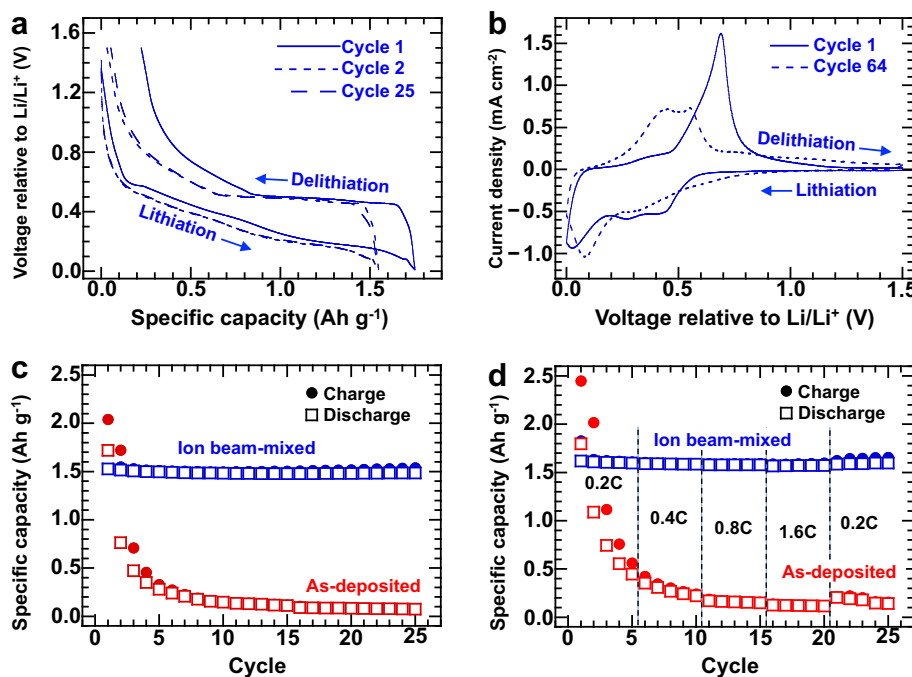 a
Voltage relative to Li/Li⁺ (V)
1.6
1.2
0.8
0.4
0.0
Cycle 1
Cycle 2
Cycle 25
Delithiation
Lithiation
0.0 0.5 1.0 1.5
Specific capacity (Ah g⁻¹)
b
Current density (mA cm⁻²)
1.5
1.0
0.5
0
−0.5
−1.0
Cycle 1
Cycle 64
Delithiation
Lithiation
0.0 0.5 1.0 1.5
Voltage relative to Li/Li⁺ (V)
c
Specific capacity (Ah g⁻¹)
2.5
2.0
1.5
1.0
0.5
0.0
Charge
Discharge
Ion beam-mixed
As-deposited
0 5 10 15 20 25
Cycle
d
Specific capacity (Ah g⁻¹)
2.5
2.0
1.5
1.0
0.5
0.0
Charge
Discharge
Ion beam-mixed
0.2C
0.4C
0.8C
1.6C
0.2C
As-deposited
0 5 10 15 20 25
Cycle